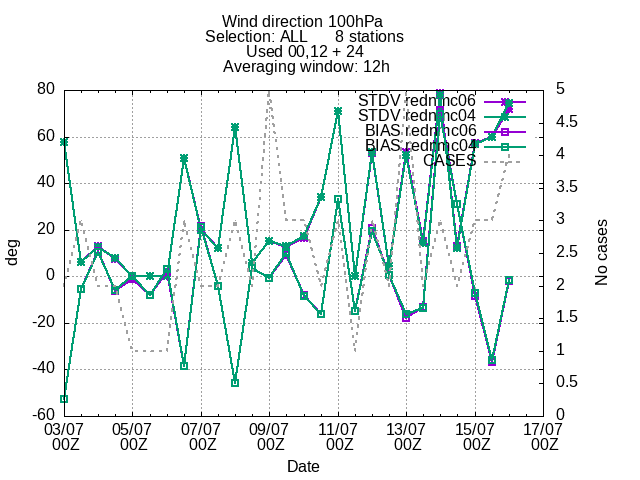 Wind direction 100hPa
Selection: ALL 8 stations
Used 00,12 + 24
Averaging window: 12h
80
60
40
20
0
-20
-40
-60
deg
5
4.5
4
3.5
3
2.5
2
1.5
1
0.5
0
No cases
STDV rednmc06
STDV rednmc04
BIAS rednmc06
BIAS rednmc04
CASES
03/07 05/07 07/07 09/07 11/07 13/07 15/07 17/07
00Z 00Z 00Z 00Z 00Z 00Z 00Z 00Z
Date